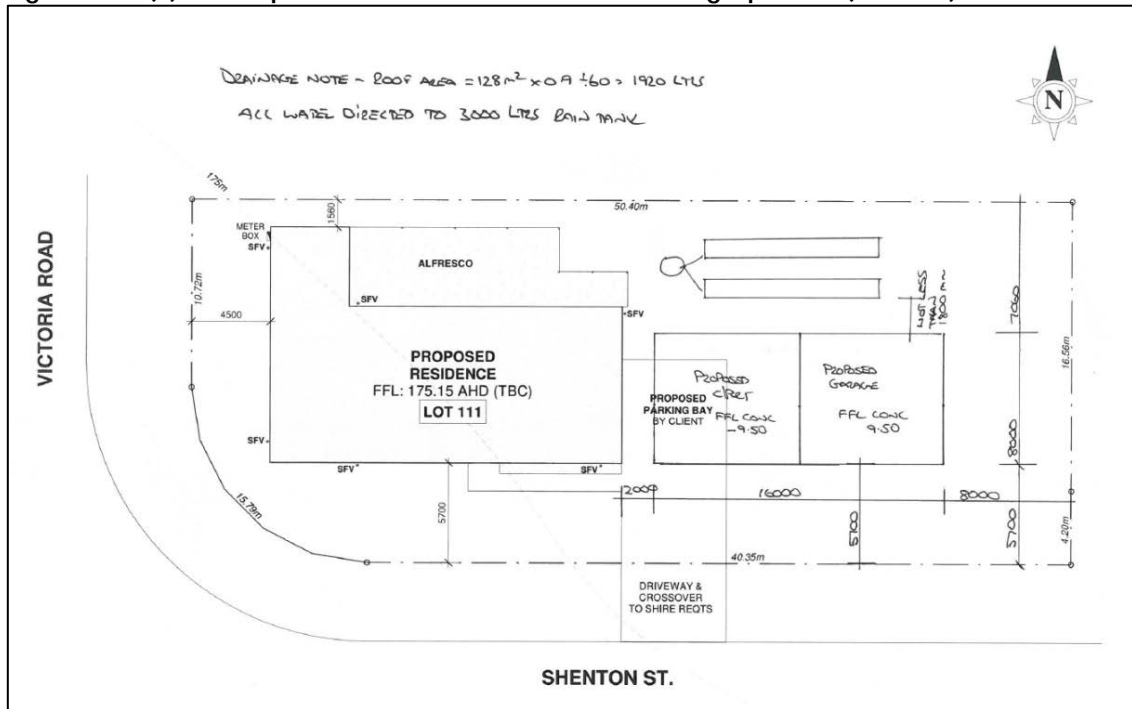 DRAINAGE NOTE - ROOF AREA = 128m² x 0.9 ÷ 60 = 1920 LTRS
ALL WATER DIRECTED TO 3000 LTRS RAIN TANK
N
175m
50.40m
1560
METER
BOX
SFV
ALFRESCO
SFV
SFV
NOT LESS
THAN
1800 mm
7060
10.72m
4500
VICTORIA ROAD
PROPOSED
RESIDENCE
FFL: 175.15 AHD (TBC)
LOT 111
PROPOSED
C/PORT
PROPOSED
PARKING BAY
BY CLIENT
FFL CONC
-9.50
PROPOSED
GARAGE
FFL CONC
9.50
16.56m
8000
SFV
SFV
SFV
15.79m
5700
2000
16000
8000
5700
5700
4.20m
40.35m
DRIVEWAY &
CROSSOVER
TO SHIRE REQTS
SHENTON ST.